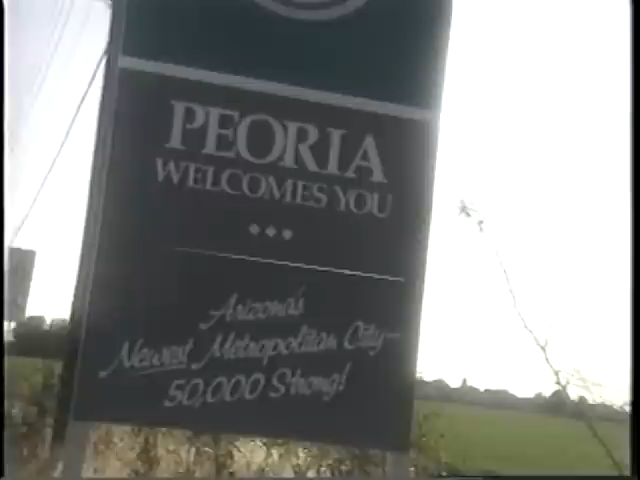 PEORIA
WELCOMES YOU
Arizona's
Newest Metropolitan City-
50,000 Strong!